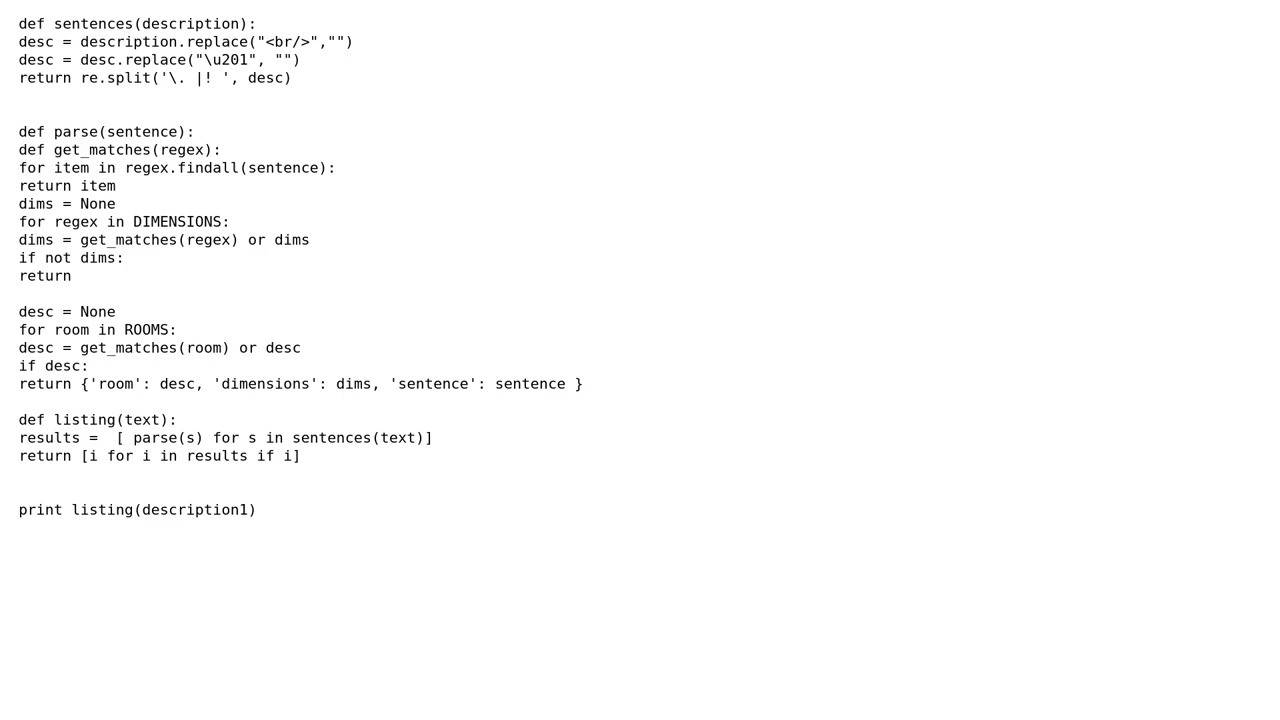 def sentences(description):
desc = description.replace("<br/>","")
desc = desc.replace("\u201", "")
return re.split('\. |! ', desc)
def parse(sentence):
def get_matches(regex):
for item in regex.findall(sentence):
return item
dims = None
for regex in DIMENSIONS:
dims = get_matches(regex) or dims
if not dims:
return
desc = None
for room in ROOMS:
desc = get_matches(room) or desc
if desc:
return {'room': desc, 'dimensions': dims, 'sentence': sentence }
def listing(text):
results =  [ parse(s) for s in sentences(text)]
return [i for i in results if i]
print listing(description1)